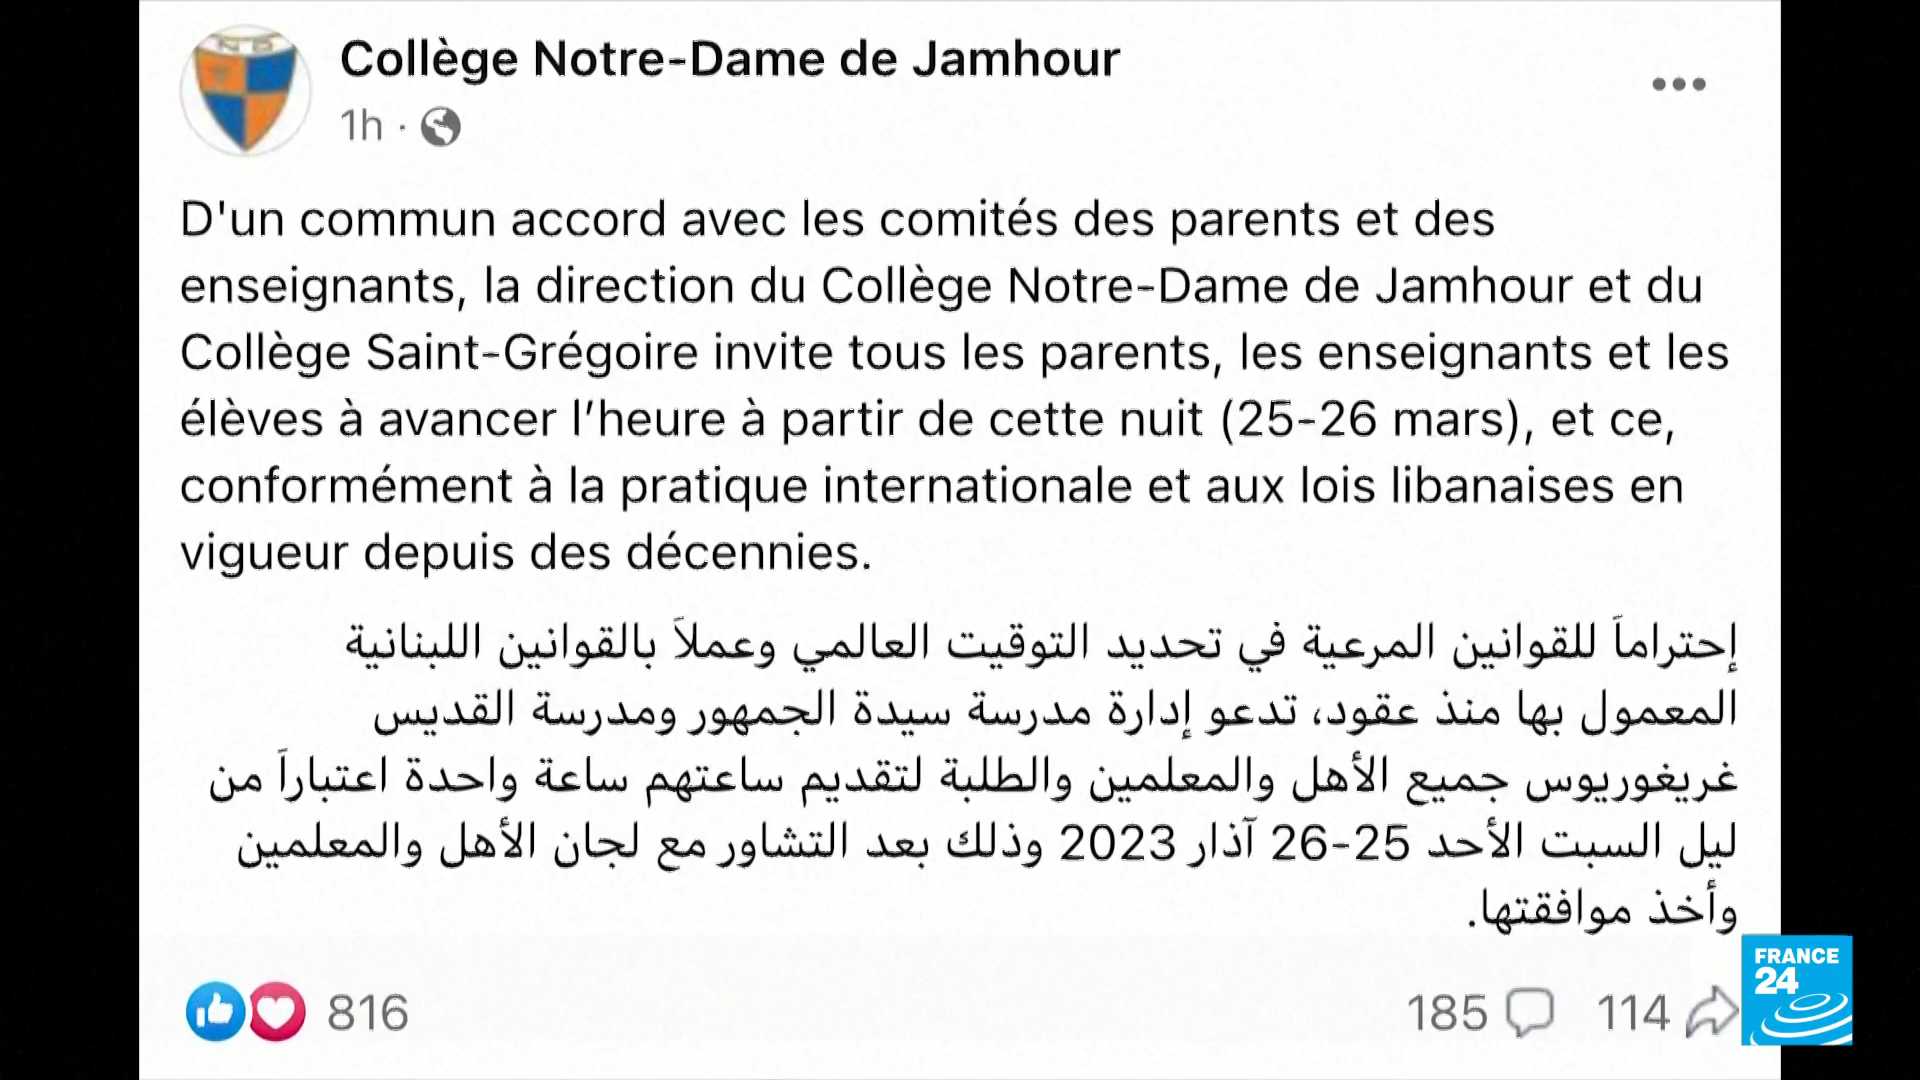 Collège Notre-Dame de Jamhour
1h ·
D'un commun accord avec les comités des parents et des
enseignants, la direction du Collège Notre-Dame de Jamhour et du
Collège Saint-Grégoire invite tous les parents, les enseignants et les
élèves à avancer l’heure à partir de cette nuit (25-26 mars), et ce,
conformément à la pratique internationale et aux lois libanaises en
vigueur depuis des décennies.
إحتراماَ للقوانين المرعية في تحديد التوقيت العالمي وعملاَ بالقوانين اللبنانية
المعمول بها منذ عقود، تدعو إدارة مدرسة سيدة الجمهور ومدرسة القديس
غريغوريوس جميع الأهل والمعلمين والطلبة لتقديم ساعتهم ساعة واحدة اعتباراَ من
ليل السبت الأحد 25-26 آذار 2023 وذلك بعد التشاور مع لجان الأهل والمعلمين
وأخذ موافقتها.
816
185 114
FRANCE
24